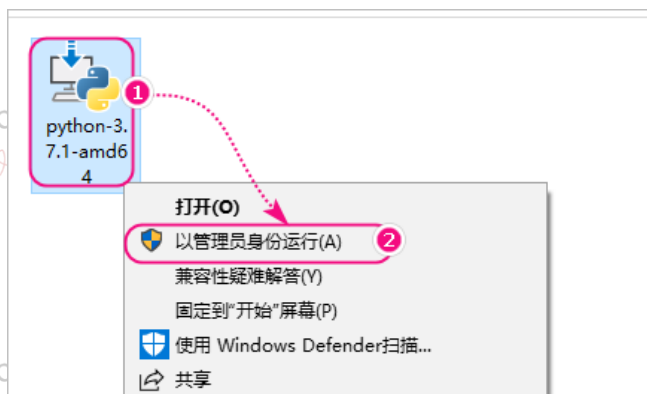 1
python-3.
7.1-amd6
4
打开(O)
以管理员身份运行(A)
2
兼容性疑难解答(Y)
固定到"开始"屏幕(P)
使用 Windows Defender扫描...
共享